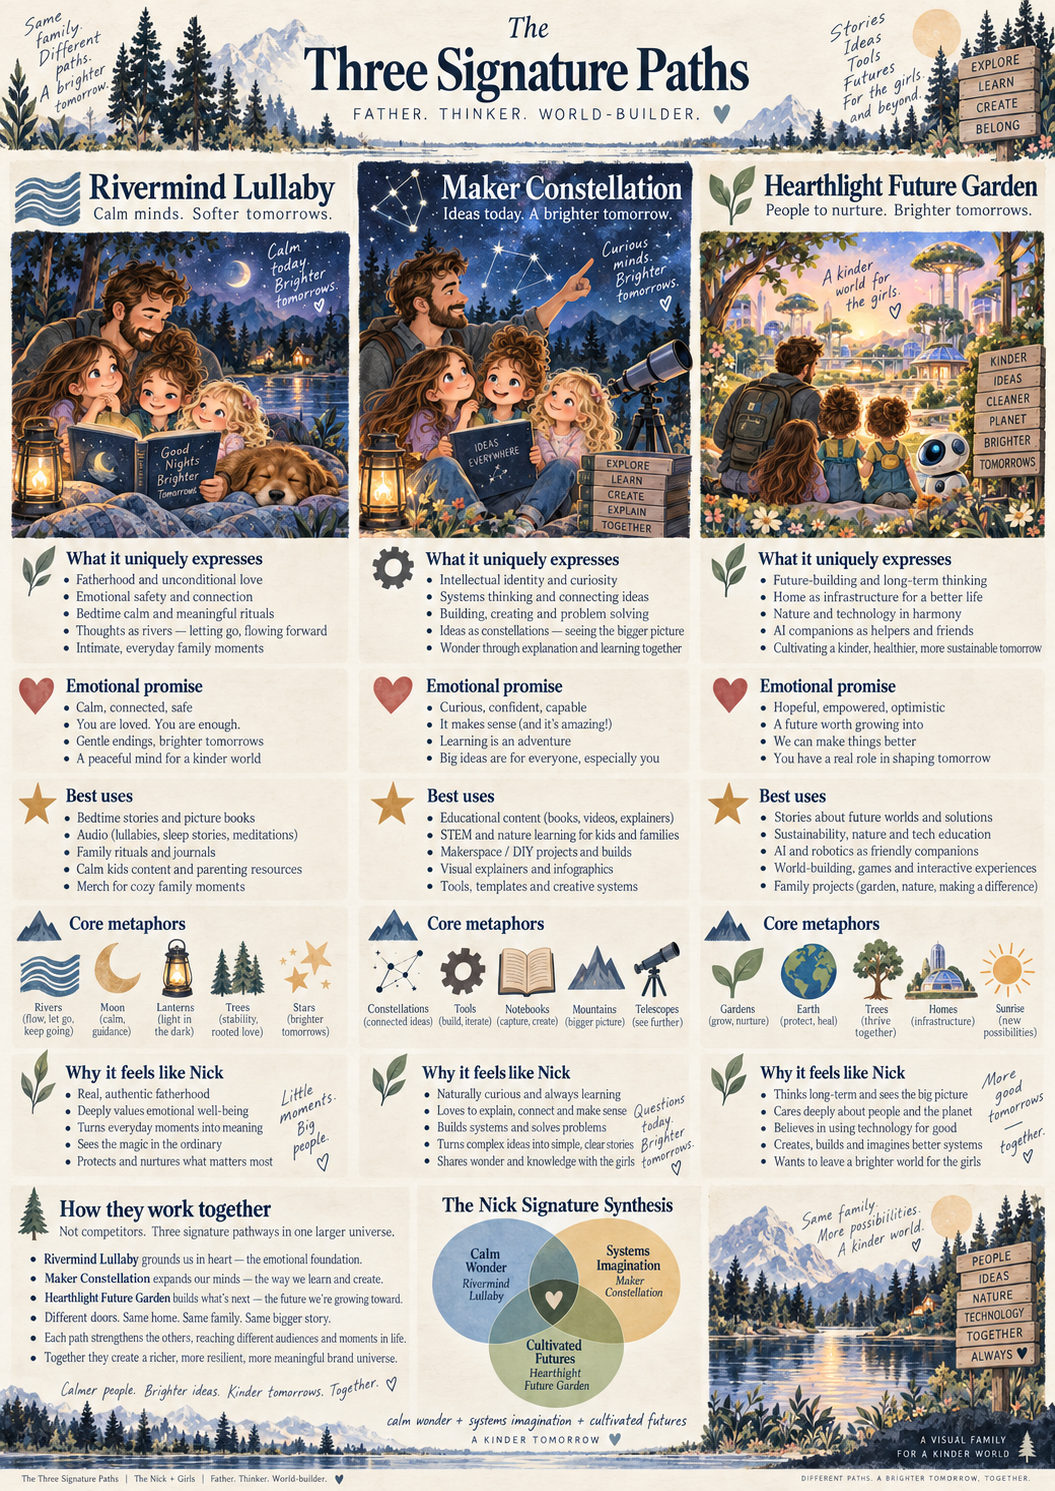 Same
family.
Different
paths.
A brighter
tomorrow.
The
Three Signature Paths
FATHER. THINKER. WORLD-BUILDER.
Stories
Ideas
Tools
Futures
For the girls.
and beyond.
EXPLORE
LEARN
CREATE
BELONG
Rivermind Lullaby
Calm minds. Softer tomorrows.
Calm
today.
Brighter
tomorrows.
Good
Nights
Brighter
Tomorrows
What it uniquely expresses
Fatherhood and unconditional love
Emotional safety and connection
Bedtime calm and meaningful rituals
Thoughts as rivers — letting go, flowing forward
Intimate, everyday family moments
Emotional promise
Calm, connected, safe
You are loved. You are enough.
Gentle endings, brighter tomorrows
A peaceful mind for a kinder world
Best uses
Bedtime stories and picture books
Audio (lullabies, sleep stories, meditations)
Family rituals and journals
Calm kids content and parenting resources
Merch for cozy family moments
Core metaphors
Rivers
(flow, let go,
keep going)
Moon
(calm,
guidance)
Lanterns
(light in
the dark)
Trees
(stability,
rooted love)
Stars
(brighter
tomorrows)
Why it feels like Nick
Real, authentic fatherhood
Deeply values emotional well-being
Turns everyday moments into meaning
Sees the magic in the ordinary
Protects and nurtures what matters most
Little
moments.
Big
people.
Maker Constellation
Ideas today. A brighter tomorrow.
Curious
minds.
Brighter
tomorrows.
IDEAS
EVERYWHERE
EXPLORE
LEARN
CREATE
EXPLAIN
TOGETHER
What it uniquely expresses
Intellectual identity and curiosity
Systems thinking and connecting ideas
Building, creating and problem solving
Ideas as constellations — seeing the bigger picture
Wonder through explanation and learning together
Emotional promise
Curious, confident, capable
It makes sense (and it's amazing!)
Learning is an adventure
Big ideas are for everyone, especially you
Best uses
Educational content (books, videos, explainers)
STEM and nature learning for kids and families
Makerspace / DIY projects and builds
Visual explainers and infographics
Tools, templates and creative systems
Core metaphors
Constellations
(connected ideas)
Tools
(build, iterate)
Notebooks
(capture, create)
Mountains
(bigger picture)
Telescopes
(see further)
Why it feels like Nick
Naturally curious and always learning
Loves to explain, connect and make sense
Builds systems and solves problems
Turns complex ideas into simple, clear stories
Shares wonder and knowledge with the girls
Questions
today.
Brighter
tomorrows.
Hearthlight Future Garden
People to nurture. Brighter tomorrows.
A kinder
world for
the girls.
KINDER
IDEAS
CLEANER
PLANET
BRIGHTER
TOMORROWS
What it uniquely expresses
Future-building and long-term thinking
Home as infrastructure for a better life
Nature and technology in harmony
AI companions as helpers and friends
Cultivating a kinder, healthier, more sustainable tomorrow
Emotional promise
Hopeful, empowered, optimistic
A future worth growing into
We can make things better
You have a real role in shaping tomorrow
Best uses
Stories about future worlds and solutions
Sustainability, nature and tech education
AI and robotics as friendly companions
World-building, games and interactive experiences
Family projects (garden, nature, making a difference)
Core metaphors
Gardens
(grow, nurture)
Earth
(protect, heal)
Trees
(thrive
together)
Homes
(infrastructure)
Sunrise
(new
possibilities)
Why it feels like Nick
Thinks long-term and sees the big picture
Cares deeply about people and the planet
Believes in using technology for good
Creates, builds and imagines better systems
Wants to leave a brighter world for the girls
More
good
tomorrows
—
together.
How they work together
Not competitors. Three signature pathways in one larger universe.
Rivermind Lullaby grounds us in heart — the emotional foundation.
Maker Constellation expands our minds — the way we learn and create.
Hearthlight Future Garden builds what's next — the future we're growing toward.
Different doors. Same home. Same family. Same bigger story.
Each path strengthens the others, reaching different audiences and moments in life.
Together they create a richer, more resilient, more meaningful brand universe.
Calmer people. Brighter ideas. Kinder tomorrows. Together.
The Nick Signature Synthesis
Calm
Wonder
Rivermind
Lullaby
Systems
Imagination
Maker
Constellation
Cultivated
Futures
Hearthlight
Future Garden
calm wonder + systems imagination + cultivated futures
A KINDER TOMORROW
Same family.
More possibilities.
A kinder world.
PEOPLE
IDEAS
NATURE
TECHNOLOGY
TOGETHER
ALWAYS
A VISUAL FAMILY
FOR A KINDER WORLD
The Three Signature Paths | The Nick + Girls | Father. Thinker. World-builder.
DIFFERENT PATHS. A BRIGHTER TOMORROW, TOGETHER.